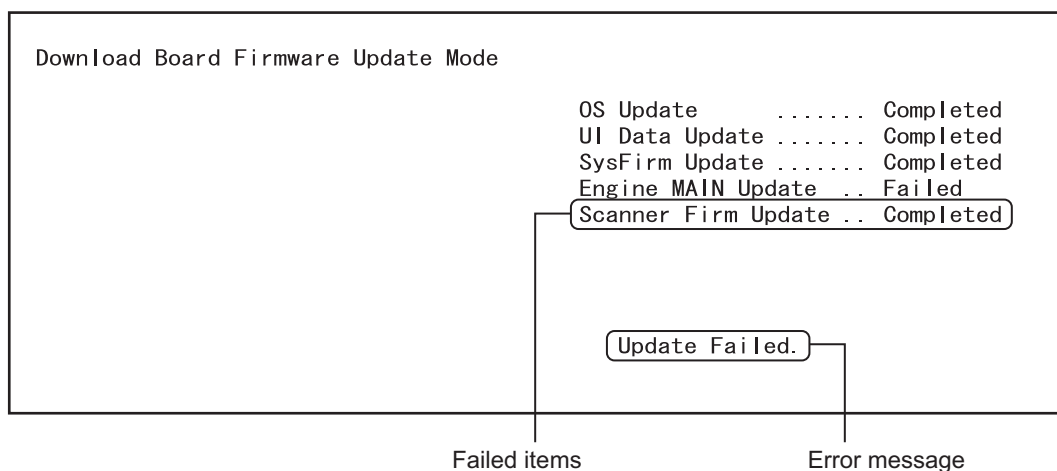 Download Board Firmware Update Mode
OS Update ....... Completed
UI Data Update ....... Completed
SysFirm Update ....... Completed
Engine MAIN Update .. Failed
Scanner Firm Update .. Completed
Update Failed.
Failed items
Error message